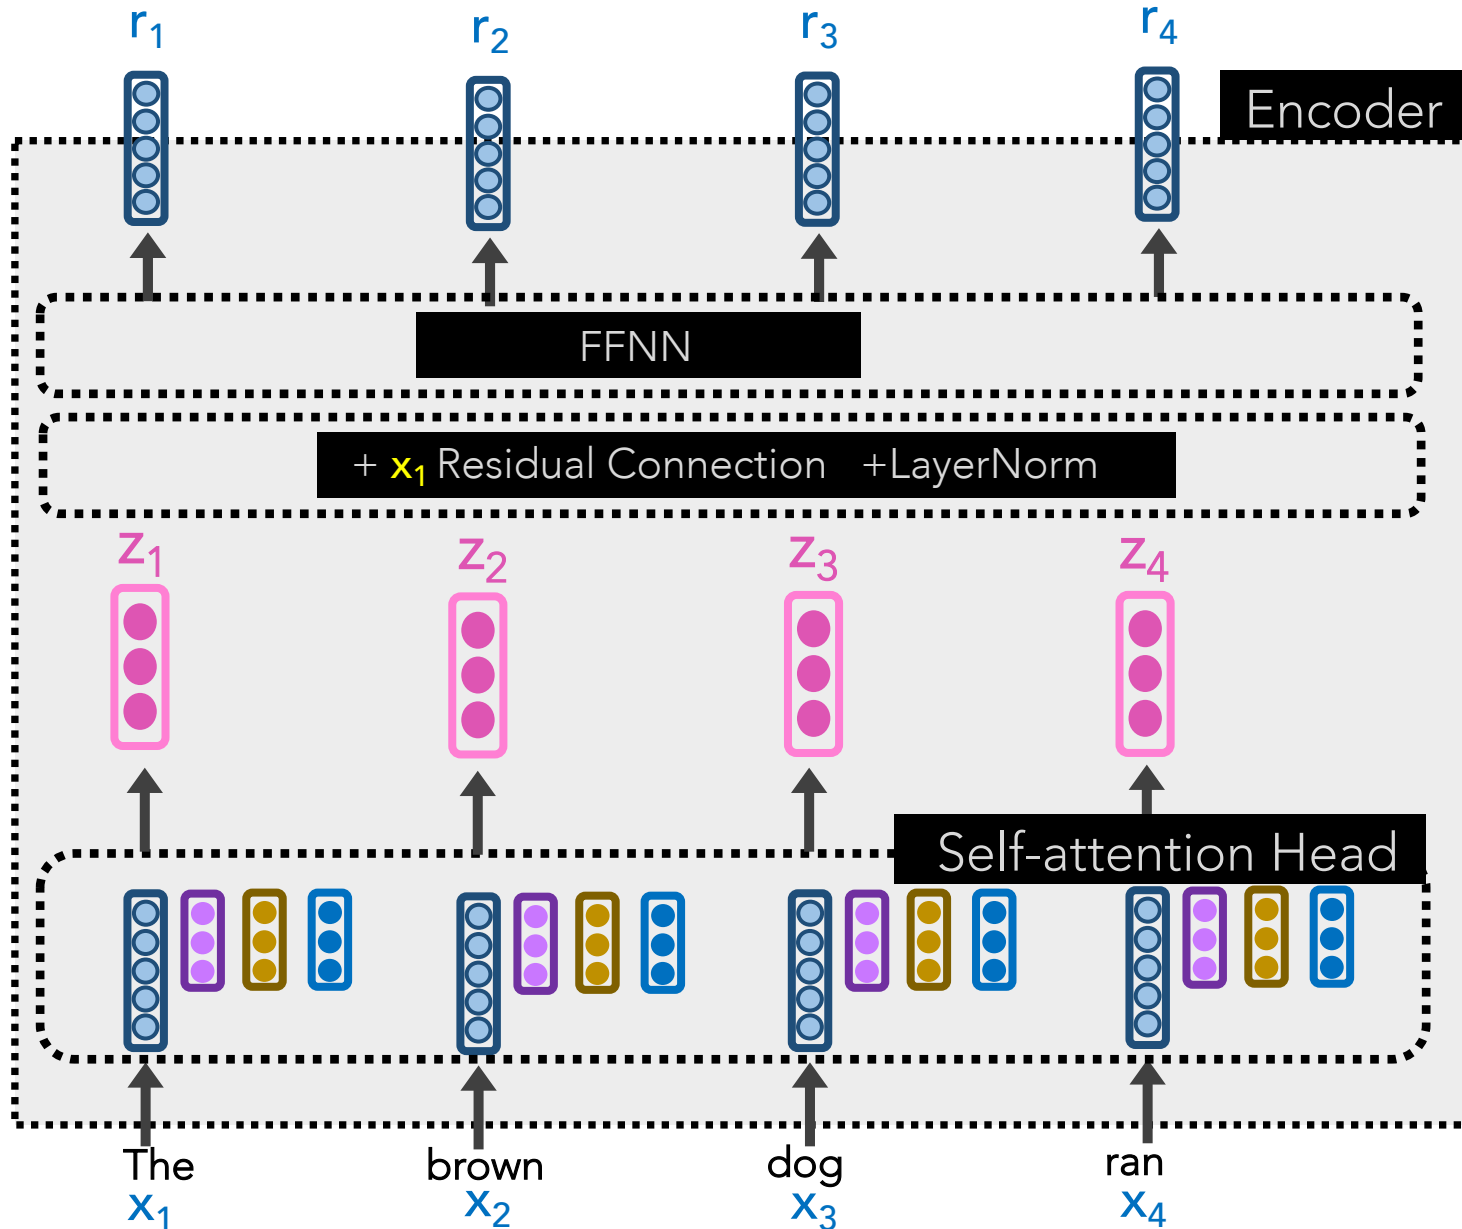 r1 r2 r3 r4
Encoder
FFNN
+ x1 Residual Connection +LayerNorm
z1 z2 z3 z4
Self-attention Head
The brown dog ran
x1 x2 x3 x4